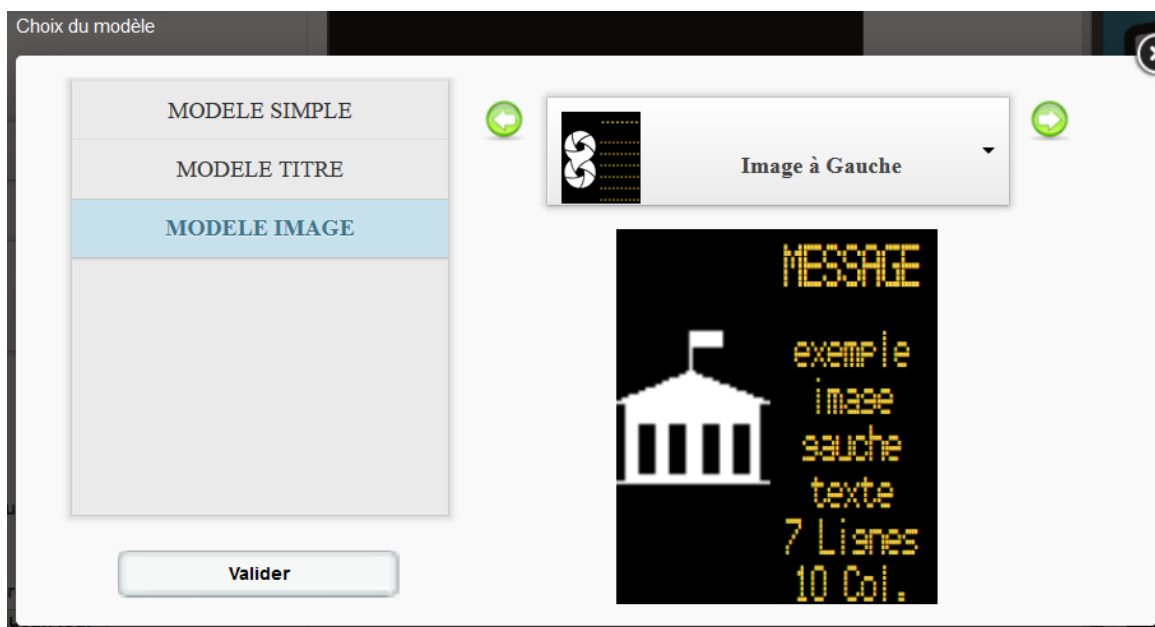 Choix du modèle
MODELE SIMPLE
MODELE TITRE
MODELE IMAGE
Valider
Image à Gauche
MESSAGE
exemple
image
gauche
texte
7 Lignes
10 Col.